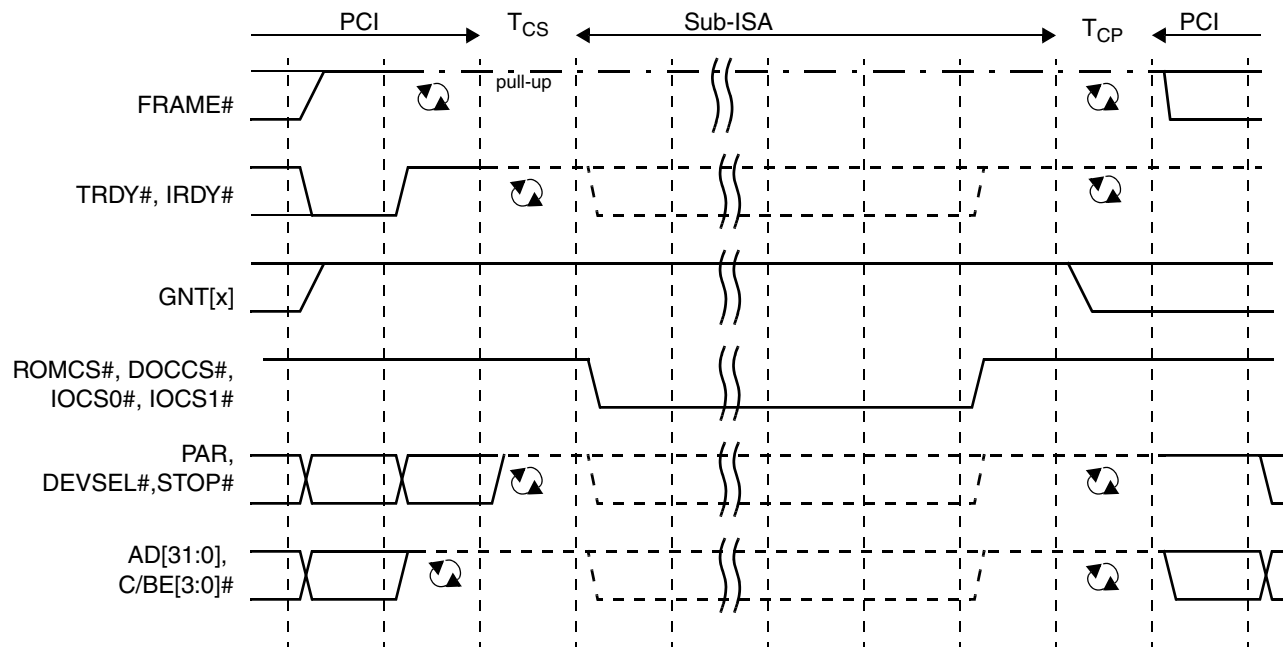 PCI TCS Sub-ISA TCP PCI
pull-up
FRAME#
TRDY#, IRDY#
GNT[x]
ROMCS#, DOCCS#,
IOCS0#, IOCS1#
PAR,
DEVSEL#,STOP#
AD[31:0],
C/BE[3:0]#